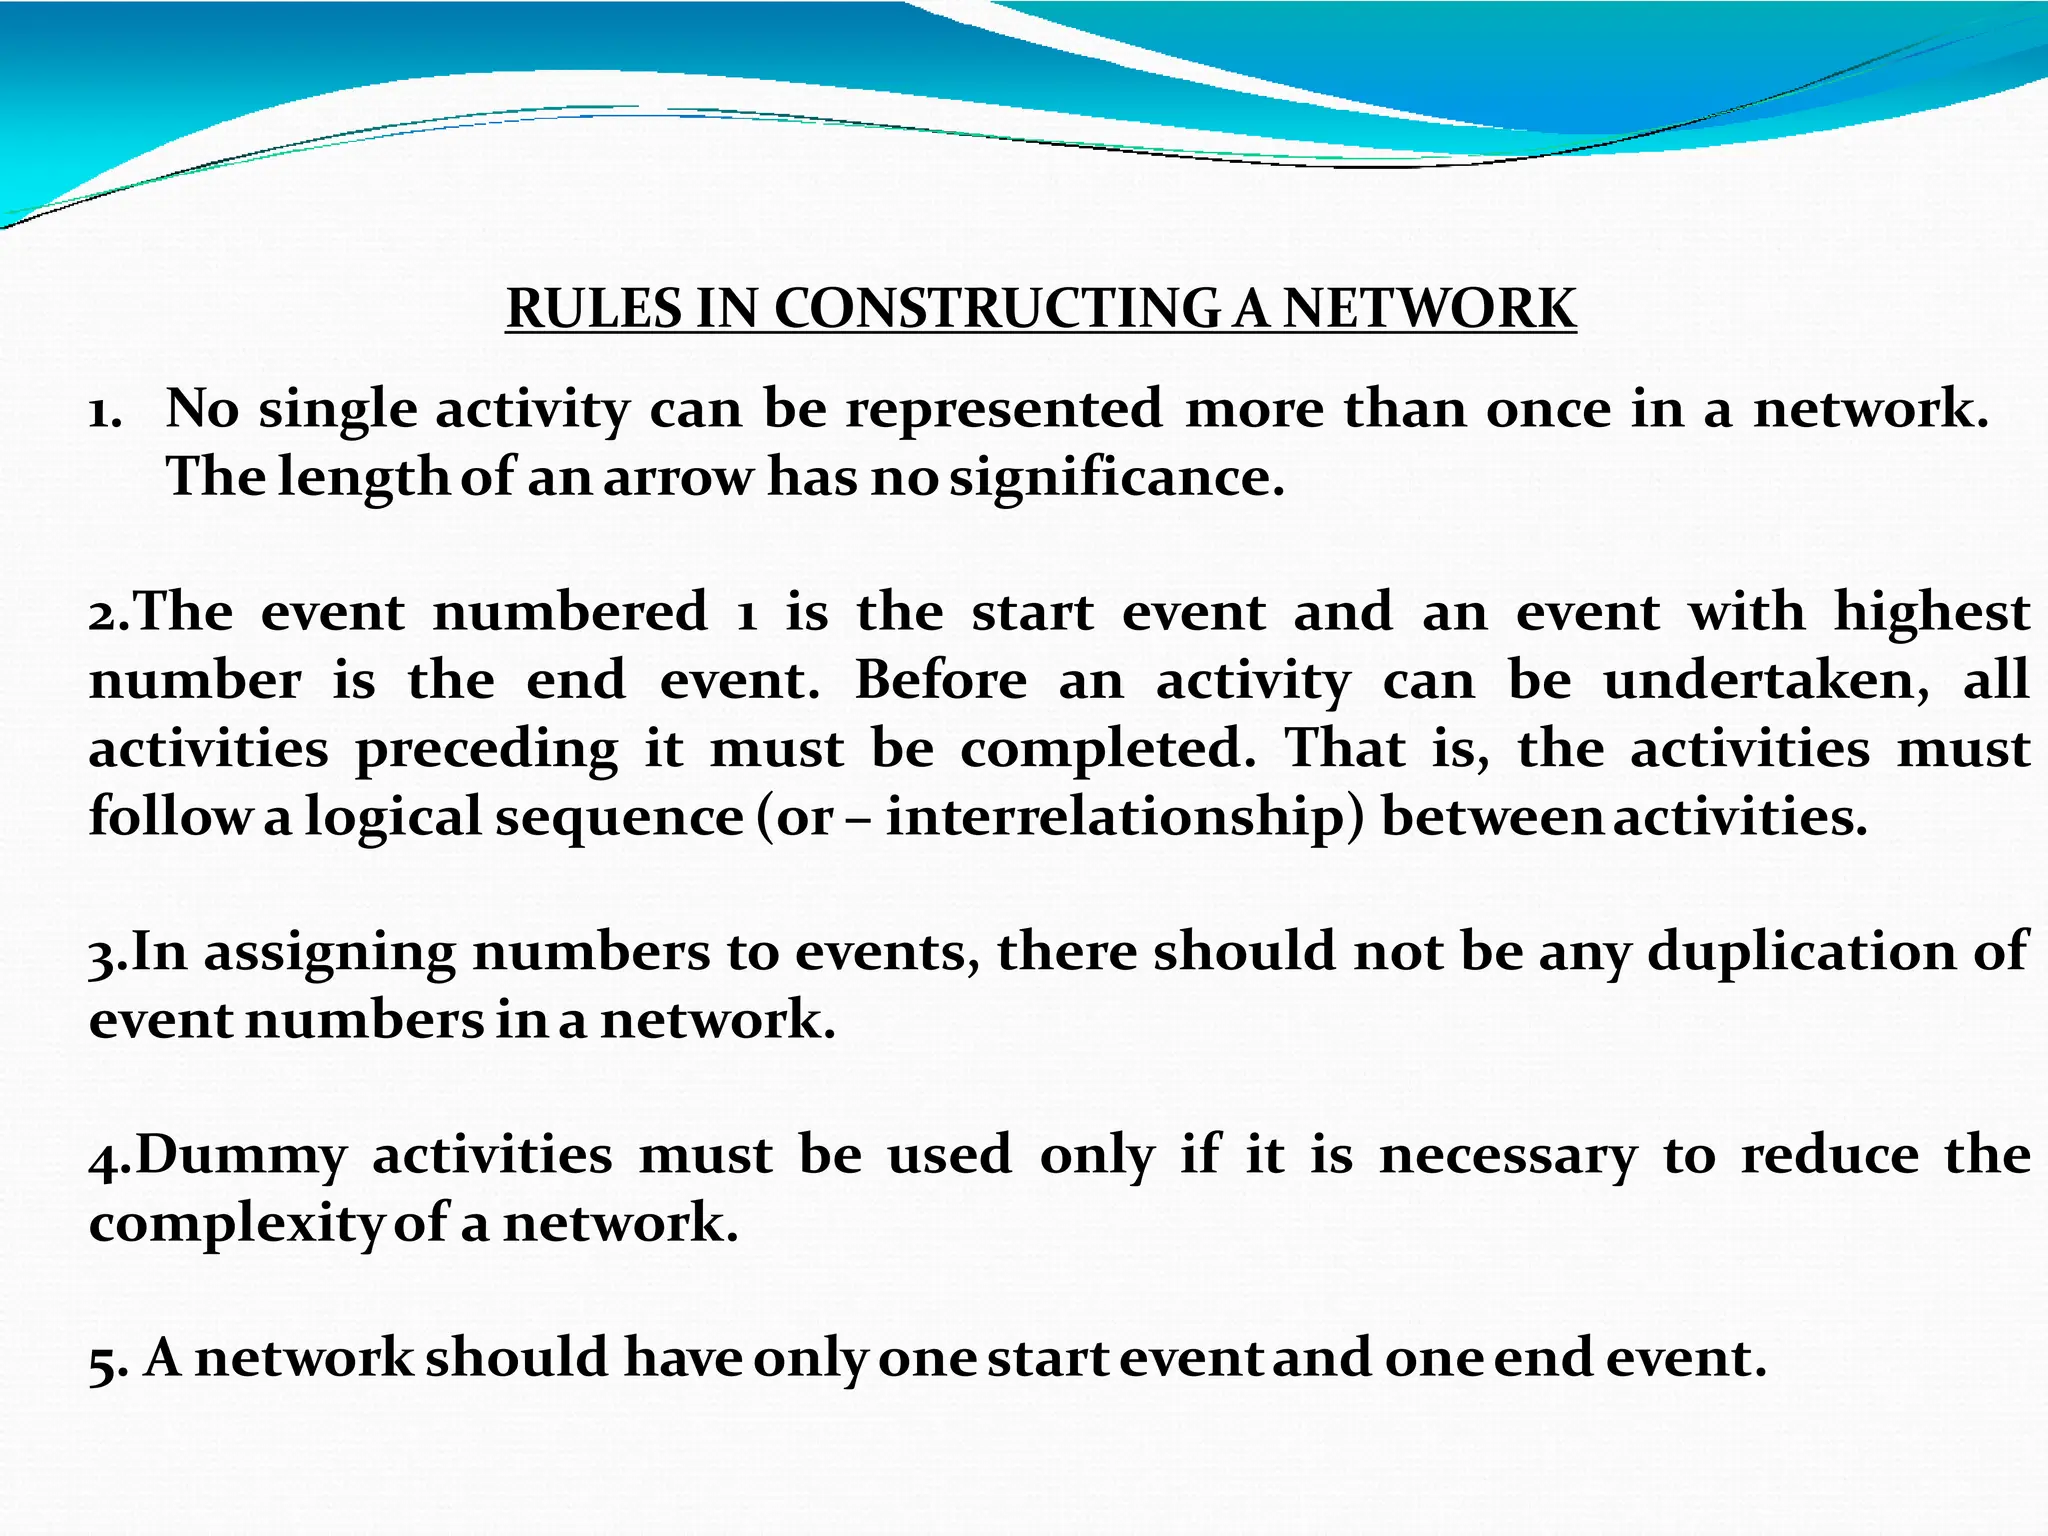 RULES IN CONSTRUCTING A NETWORK
1. No single activity can be represented more than once in a network.
The length of an arrow has no significance.
2.The event numbered 1 is the start event and an event with highest
number is the end event. Before an activity can be undertaken, all
activities preceding it must be completed. That is, the activities must
follow a logical sequence (or – interrelationship) between activities.
3.In assigning numbers to events, there should not be any duplication of
event numbers in a network.
4.Dummy activities must be used only if it is necessary to reduce the
complexity of a network.
5. A network should have only one start event and one end event.